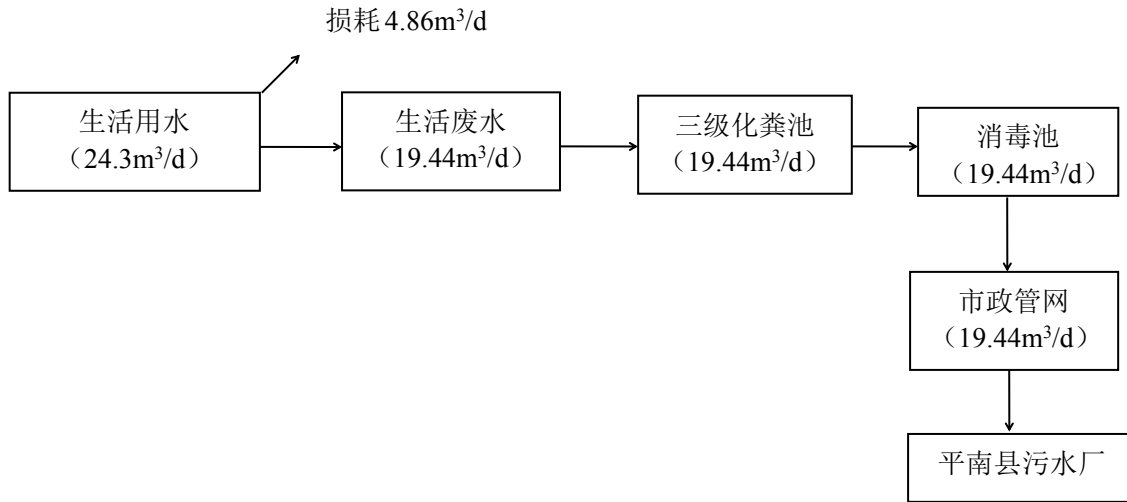 损耗 4.86m³/d
生活用水
（24.3m³/d）
生活废水
（19.44m³/d）
三级化粪池
（19.44m³/d）
消毒池
（19.44m³/d）
市政管网
（19.44m³/d）
平南县污水厂